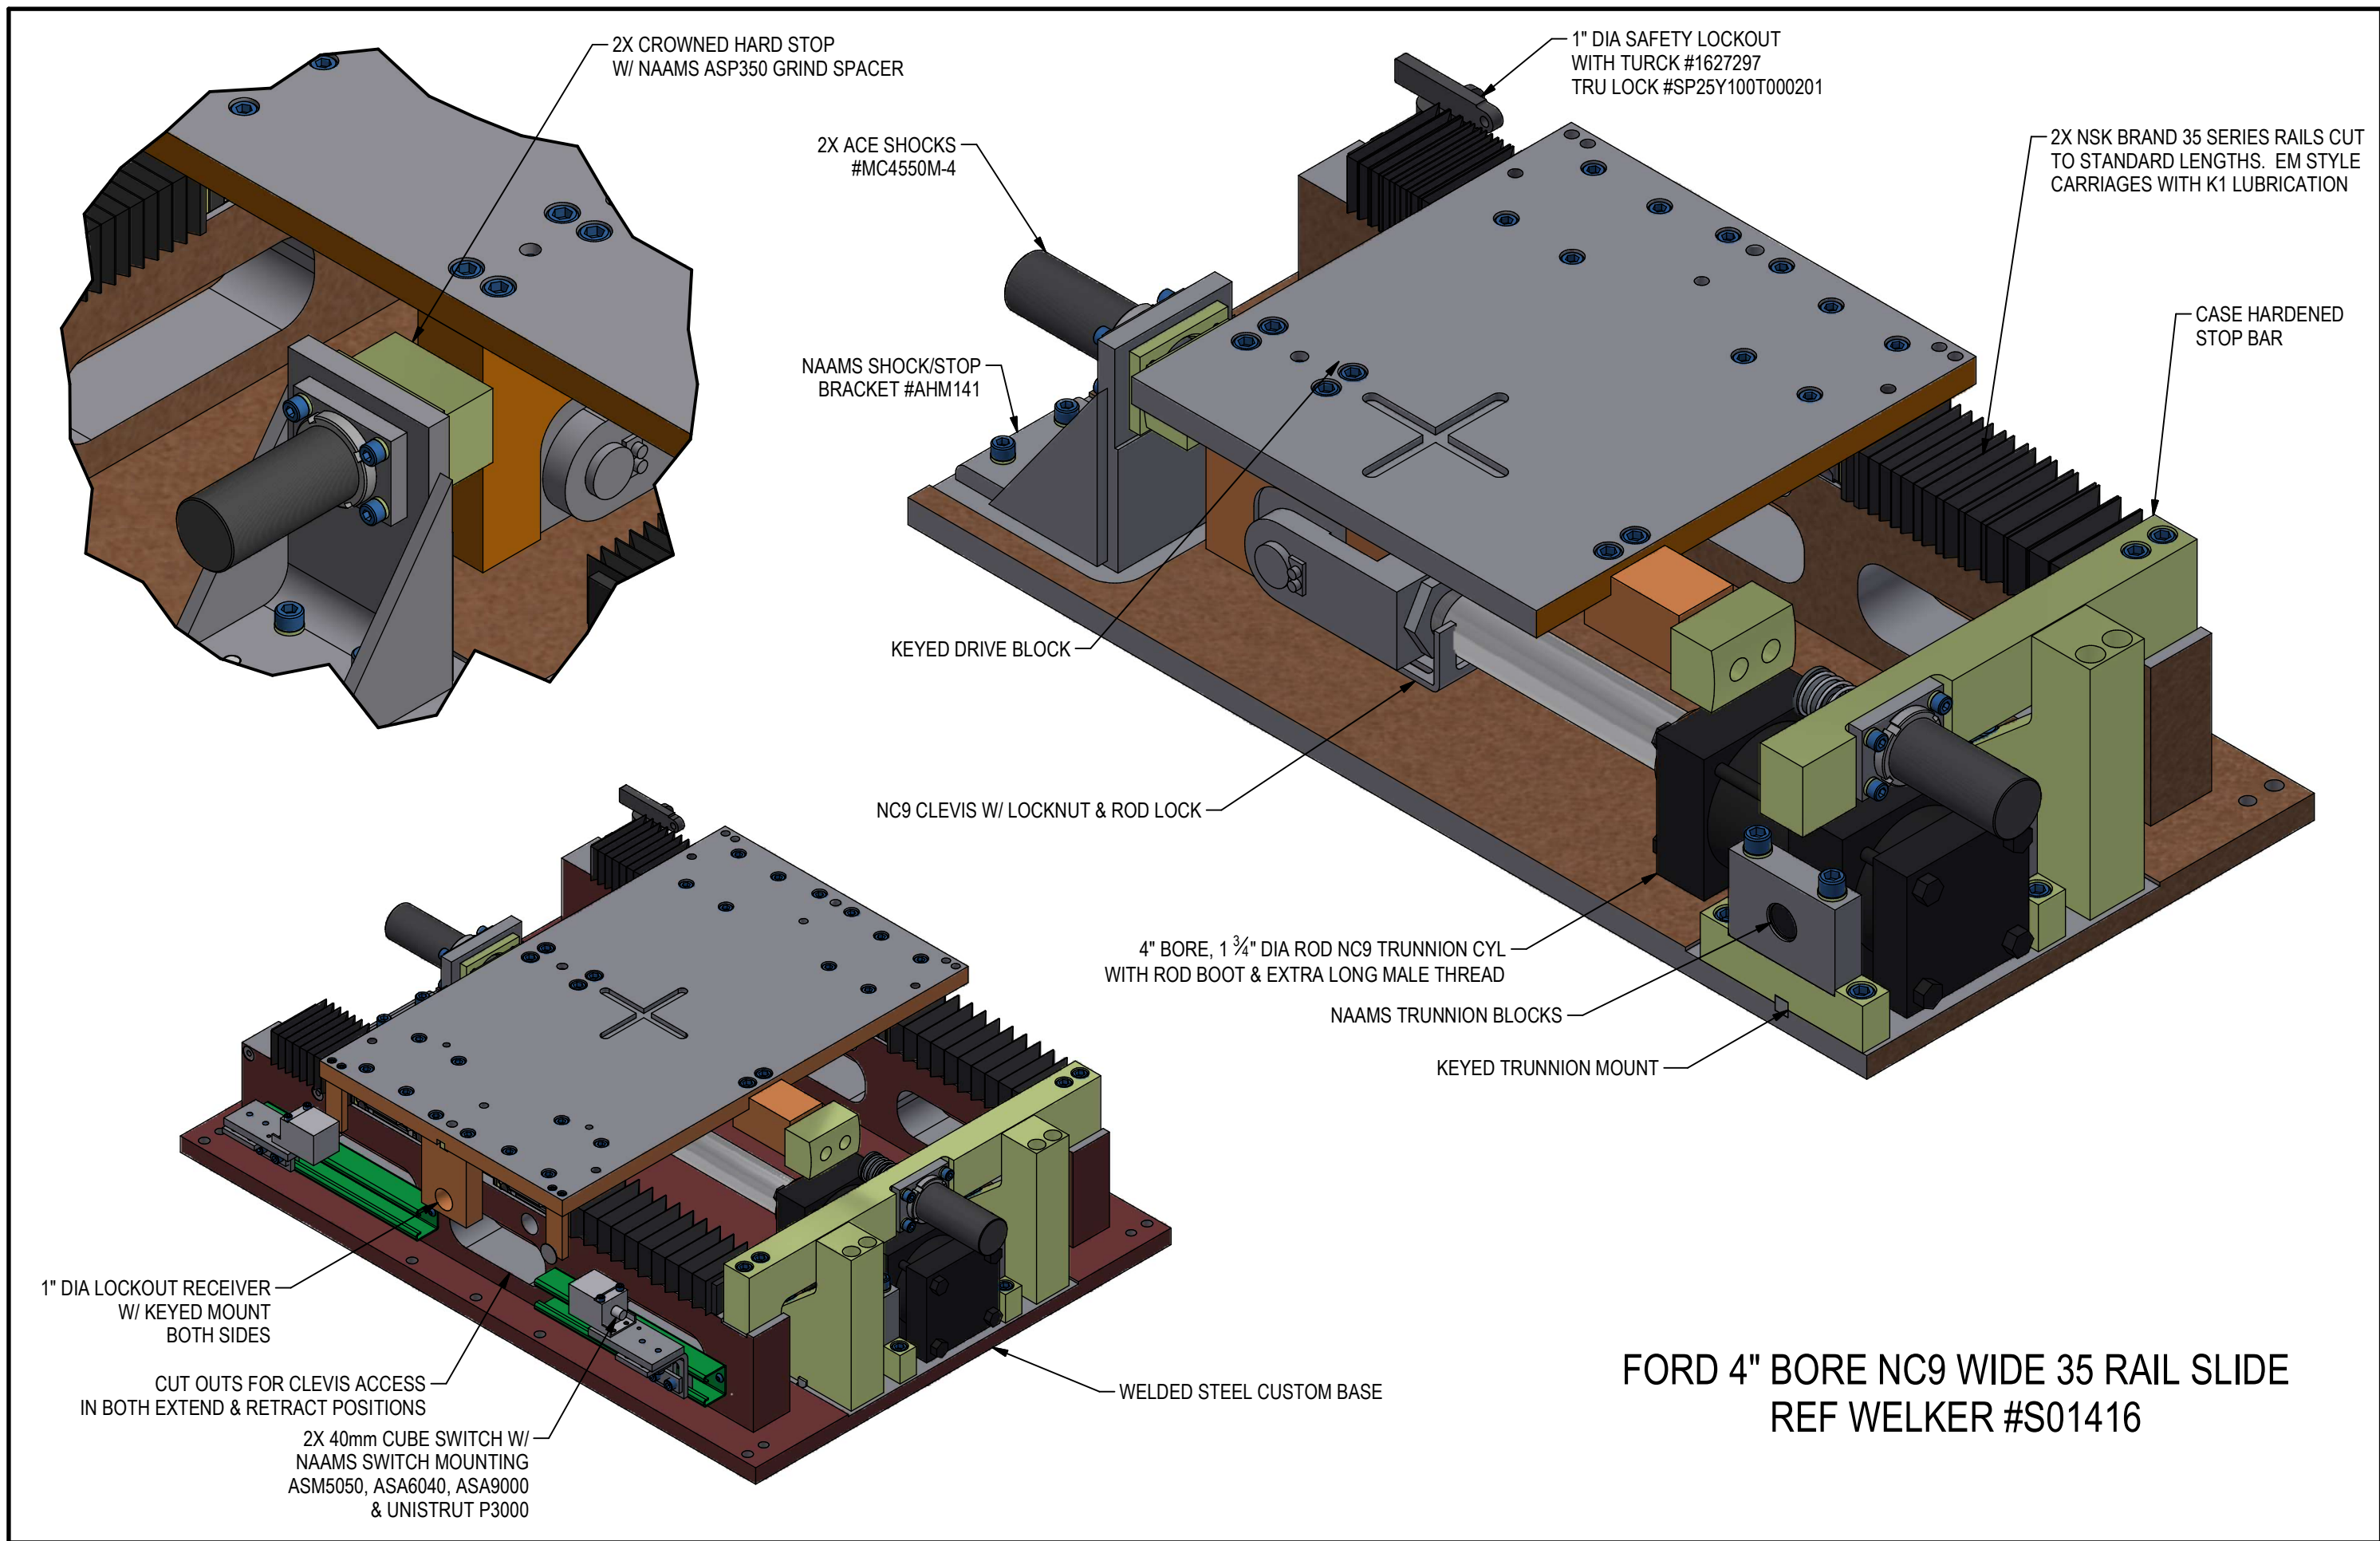 2X CROWNED HARD STOP
W/ NAAMS ASP350 GRIND SPACER
1" DIA SAFETY LOCKOUT
WITH TURCK #1627297
TRU LOCK #SP25Y100T000201
2X ACE SHOCKS
#MC4550M-4
2X NSK BRAND 35 SERIES RAILS CUT
TO STANDARD LENGTHS. EM STYLE
CARRIAGES WITH K1 LUBRICATION
CASE HARDENED
STOP BAR
NAAMS SHOCK/STOP
BRACKET #AHM141
KEYED DRIVE BLOCK
NC9 CLEVIS W/ LOCKNUT & ROD LOCK
4" BORE, 1 3/4" DIA ROD NC9 TRUNNION CYL
WITH ROD BOOT & EXTRA LONG MALE THREAD
NAAMS TRUNNION BLOCKS
KEYED TRUNNION MOUNT
1" DIA LOCKOUT RECEIVER
W/ KEYED MOUNT
BOTH SIDES
CUT OUTS FOR CLEVIS ACCESS
IN BOTH EXTEND & RETRACT POSITIONS
2X 40mm CUBE SWITCH W/
NAAMS SWITCH MOUNTING
ASM5050, ASA6040, ASA9000
& UNISTRUT P3000
WELDED STEEL CUSTOM BASE
FORD 4" BORE NC9 WIDE 35 RAIL SLIDE
REF WELKER #S01416